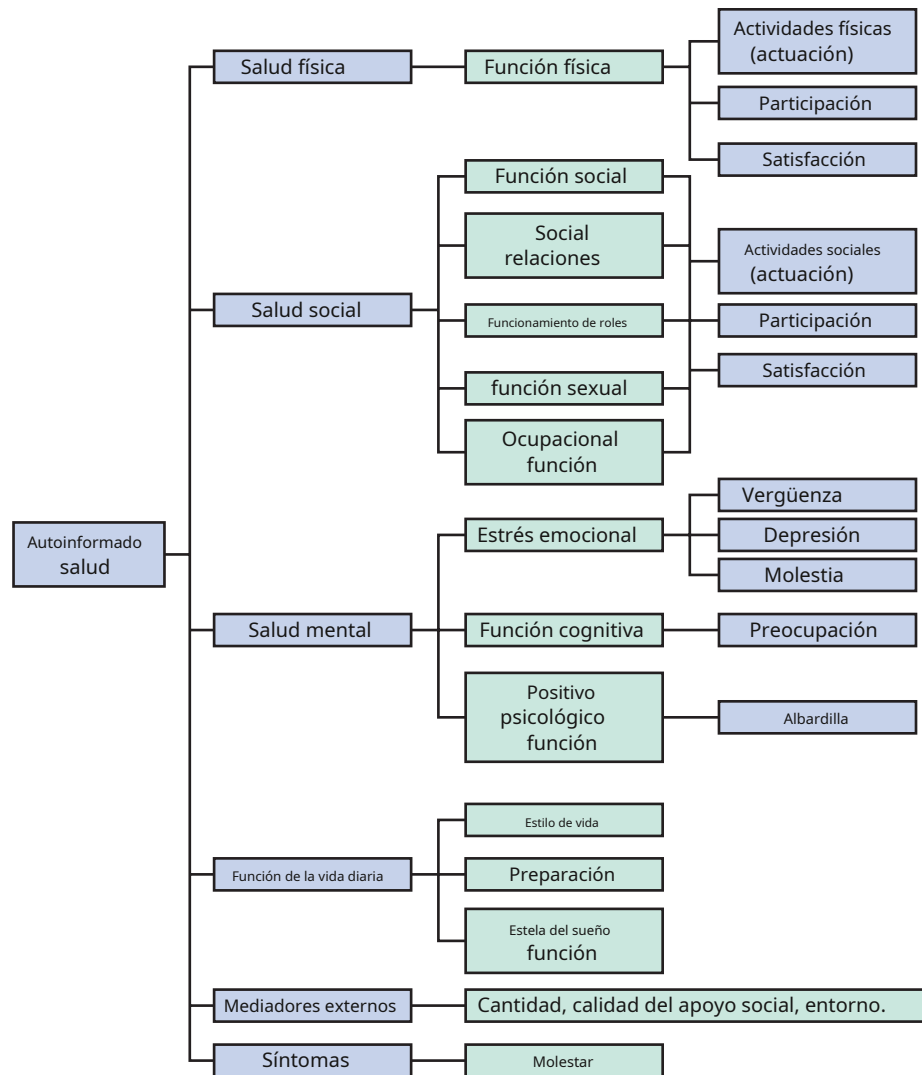 Actividades físicas
(actuación)
Salud física
Función física
Participación
Satisfacción
Función social
Social
relaciones
Actividades sociales
(actuación)
Salud social
Funcionamiento de roles
Participación
Satisfacción
función sexual
Ocupacional
función
Vergüenza
Autoinformado
salud
Estrés emocional
Depresión
Molestia
Salud mental
Función cognitiva
Preocupación
Positivo
psicológico
función
Albardilla
Estilo de vida
Función de la vida diaria
Preparación
Estela del sueño
función
Mediadores externos
Cantidad, calidad del apoyo social, entorno.
Síntomas
Molestar